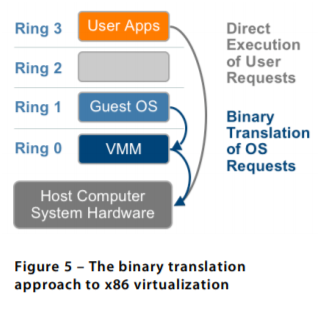 Ring 3
User Apps
Ring 2
Ring 1
Guest OS
Ring 0
VMM
Host Computer
System Hardware
Direct
Execution
of User
Requests
Binary
Translation
of OS
Requests
Figure 5 – The binary translation
approach to x86 virtualization